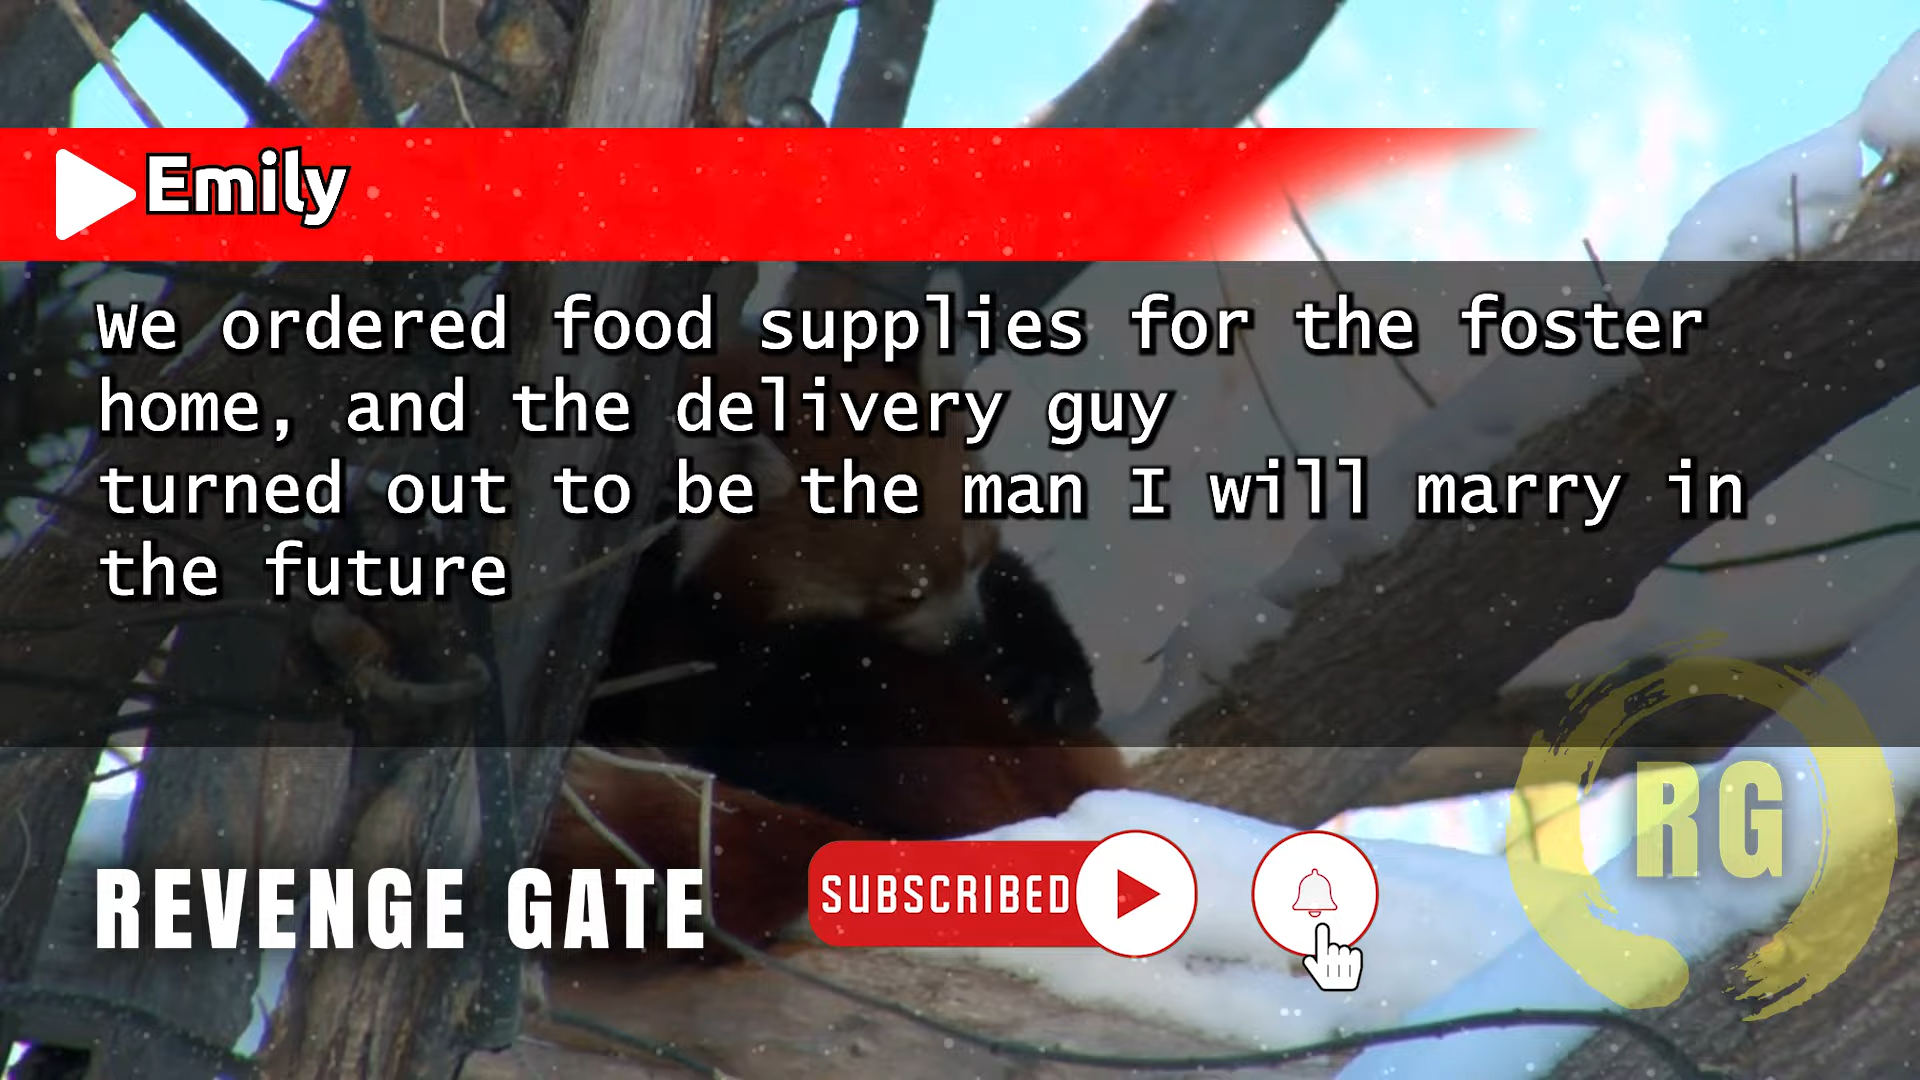 Emily
We ordered food supplies for the foster
home, and the delivery guy
turned out to be the man I will marry in
the future
RG
REVENGE GATE
SUBSCRIBED